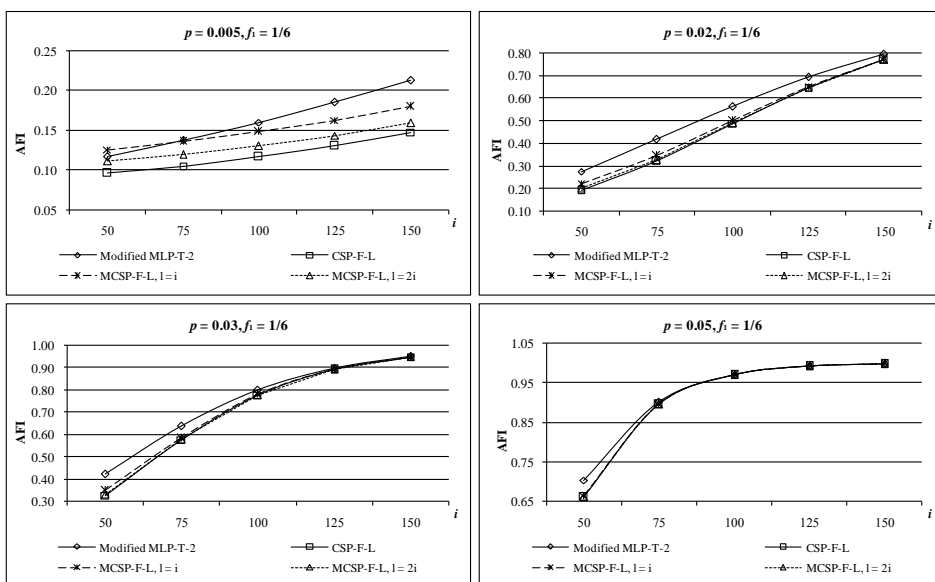 p = 0.005, f₁ = 1/6
AFI
0.25
0.20
0.15
0.10
0.05
50 75 100 125 150 i
Modified MLP-T-2 CSP-F-L
MCSP-F-L, l = i MCSP-F-L, l = 2i
p = 0.02, f₁ = 1/6
AFI
0.80
0.70
0.60
0.50
0.40
0.30
0.20
0.10
50 75 100 125 150 i
Modified MLP-T-2 CSP-F-L
MCSP-F-L, l = i MCSP-F-L, l = 2i
p = 0.03, f₁ = 1/6
AFI
1.00
0.90
0.80
0.70
0.60
0.50
0.40
0.30
50 75 100 125 150 i
Modified MLP-T-2 CSP-F-L
MCSP-F-L, l = i MCSP-F-L, l = 2i
p = 0.05, f₁ = 1/6
AFI
1.05
0.95
0.85
0.75
0.65
50 75 100 125 150 i
Modified MLP-T-2 CSP-F-L
MCSP-F-L, l = i MCSP-F-L, l = 2i